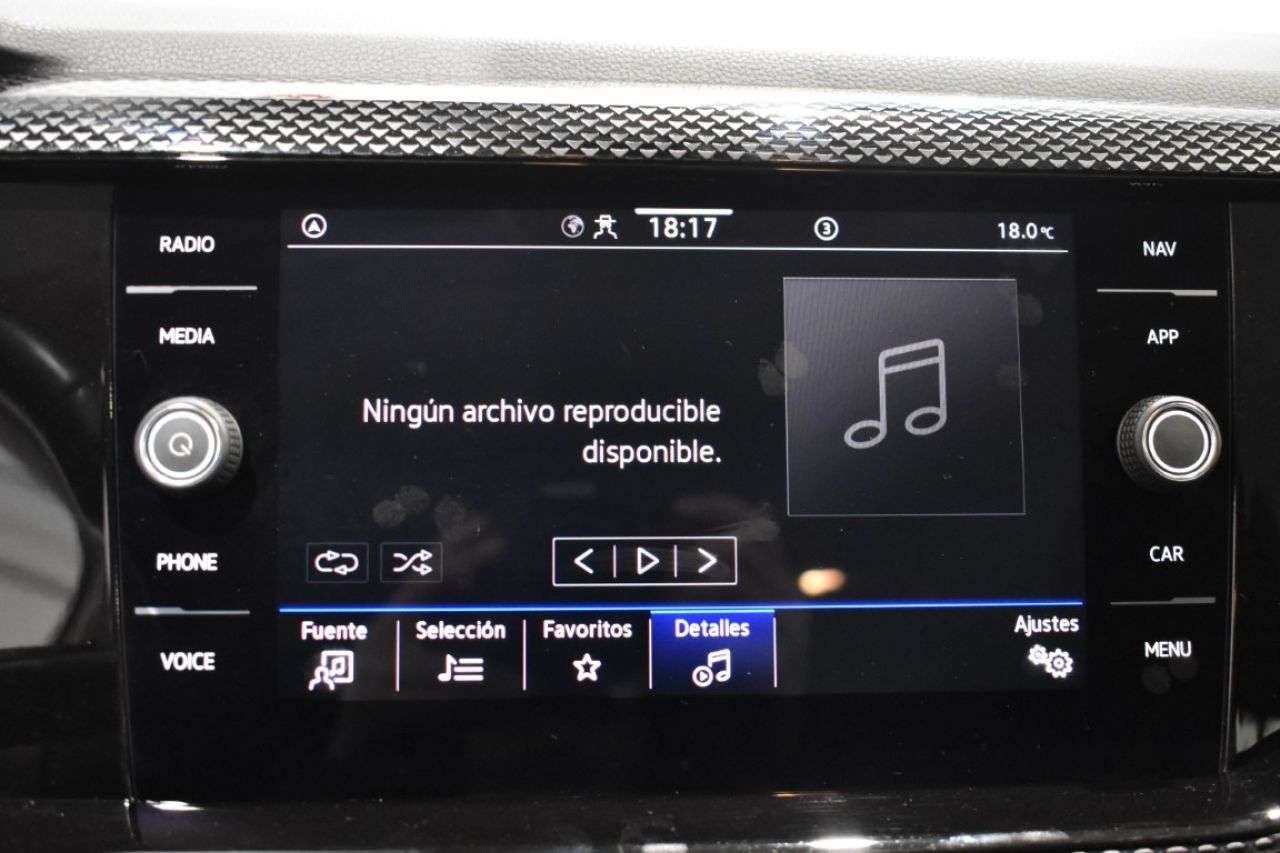 RADIO
MEDIA
PHONE
VOICE
18:17
3
18.0°C
Ningún archivo reproducible
disponible.
Fuente
Selección
Favoritos
Detalles
Ajustes
NAV
APP
CAR
MENU